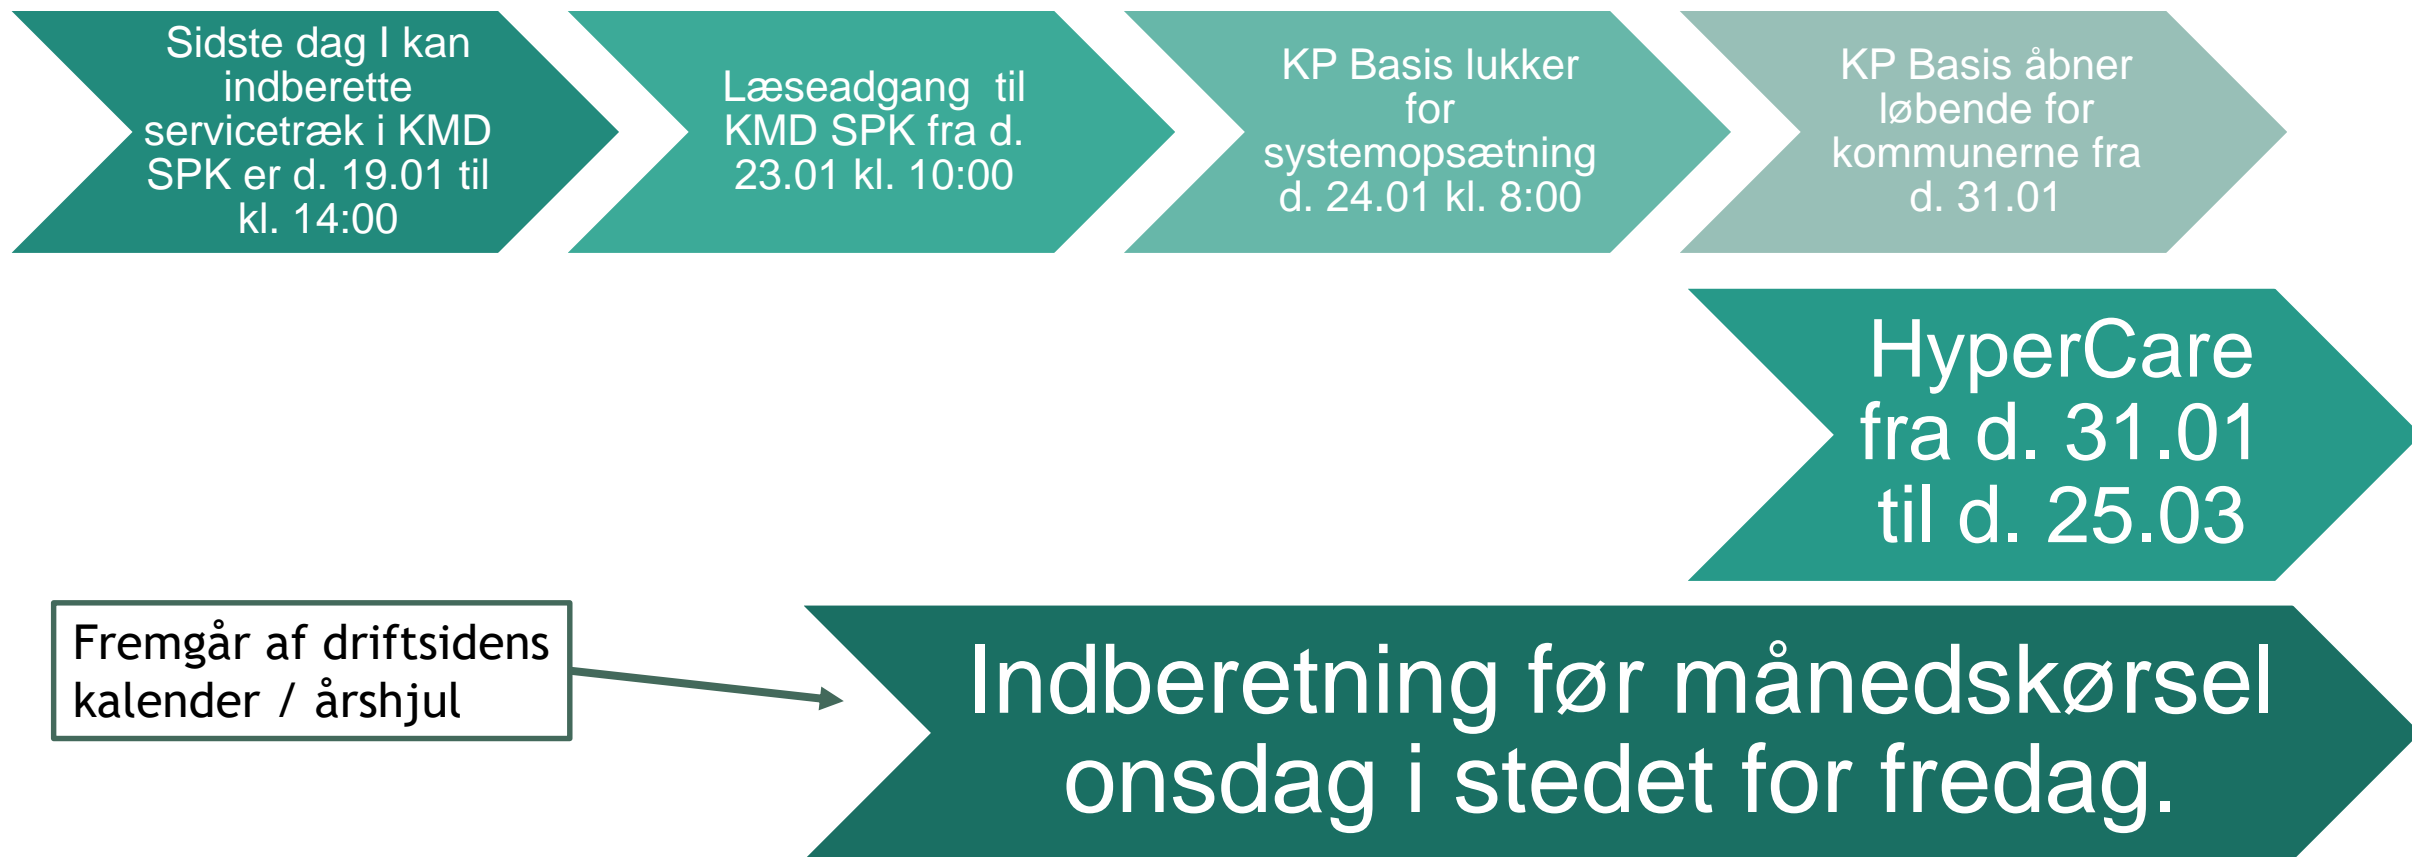 Sidste dag I kan
indberette
servicetræk i KMD
SPK er d. 19.01 til
kl. 14:00
Læseadgang til
KMD SPK fra d.
23.01 kl. 10:00
KP Basis lukker
for
systemopsætning
d. 24.01 kl. 8:00
KP Basis åbner
løbende for
kommunerne fra
d. 31.01
HyperCare
fra d. 31.01
til d. 25.03
Fremgår af driftsidens
kalender / årshjul
Indberetning før månedskørsel
onsdag i stedet for fredag.